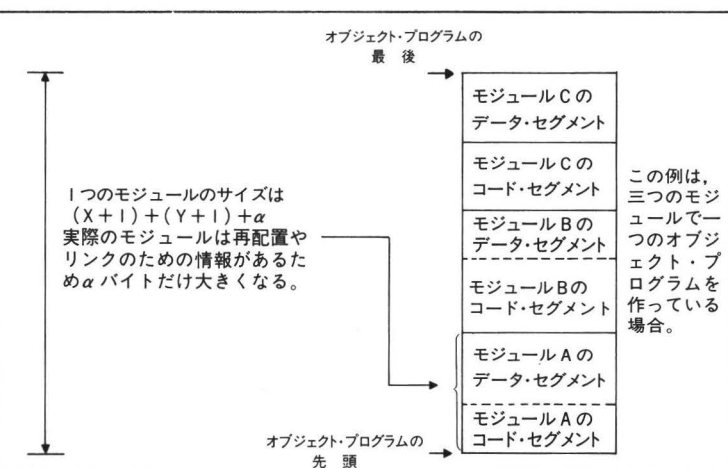 オブジェクト・プログラムの
最 後
モジュールCの
データ・セグメント
モジュールCの
コード・セグメント
モジュールBの
データ・セグメント
モジュールBの
コード・セグメント
モジュールAの
データ・セグメント
モジュールAの
コード・セグメント
1つのモジュールのサイズは
(X+1)+(Y+1)+α
実際のモジュールは再配置や
リンクのための情報があるた
めαバイトだけ大きくなる。
この例は,
三つのモジ
ュールで一
つのオブジ
ェクト・プ
ログラムを
作っている
場合。
オブジェクト・プログラムの
先 頭